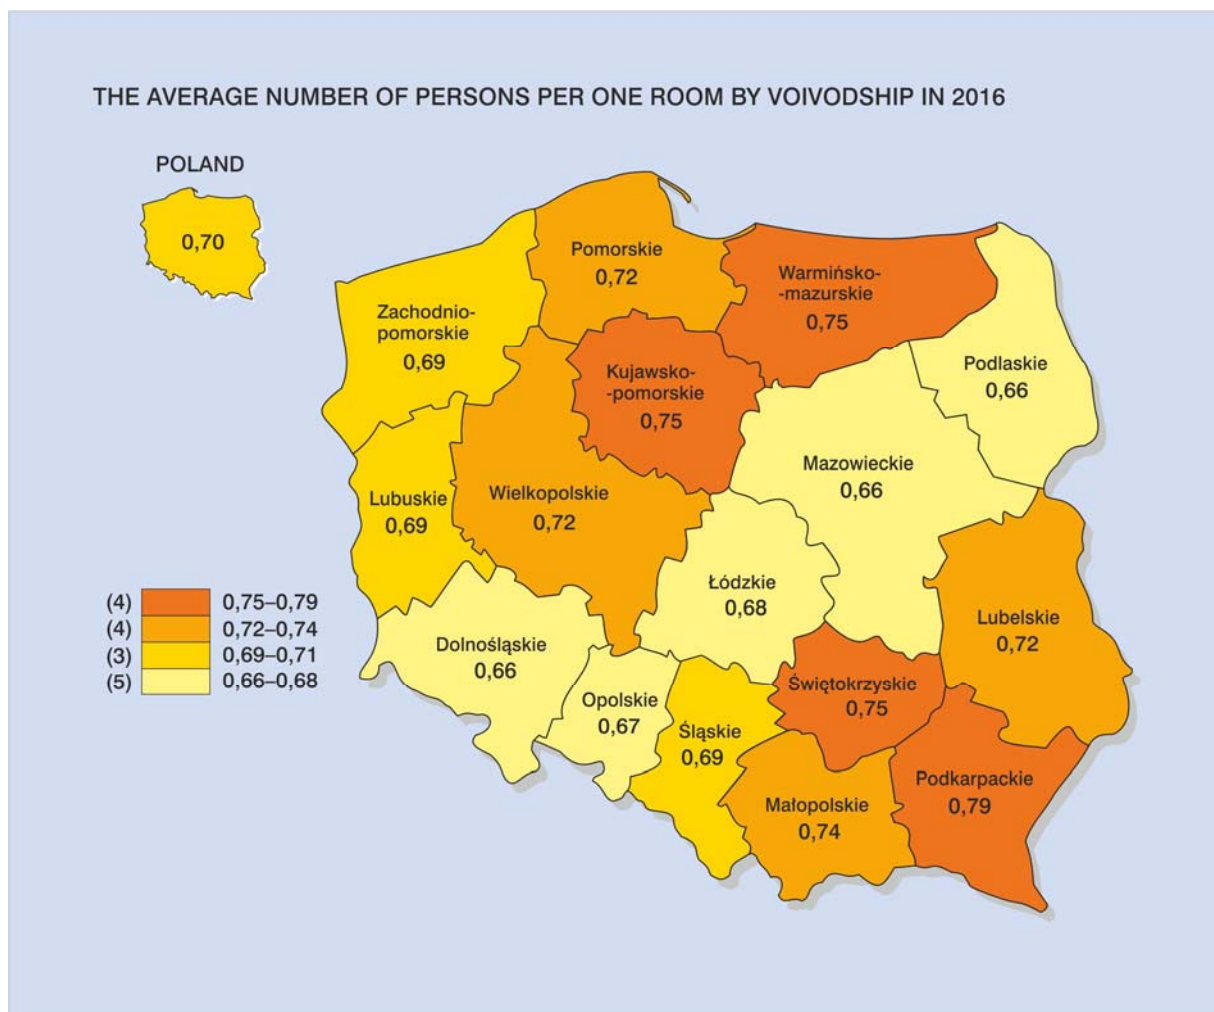 THE AVERAGE NUMBER OF PERSONS PER ONE ROOM BY VOIVODSHIP IN 2016
POLAND
0,70
Pomorskie
0,72
Warmińsko-
-mazurskie
0,75
Zachodnio-
pomorskie
0,69
Kujawsko-
-pomorskie
0,75
Podlaskie
0,66
Mazowieckie
0,66
Lubuskie
0,69
Wielkopolskie
0,72
Łódzkie
0,68
Lubelskie
0,72
Dolnośląskie
0,66
Opolskie
0,67
Śląskie
0,69
Świętokrzyskie
0,75
Małopolskie
0,74
Podkarpackie
0,79
(4) 0,75–0,79
(4) 0,72–0,74
(3) 0,69–0,71
(5) 0,66–0,68